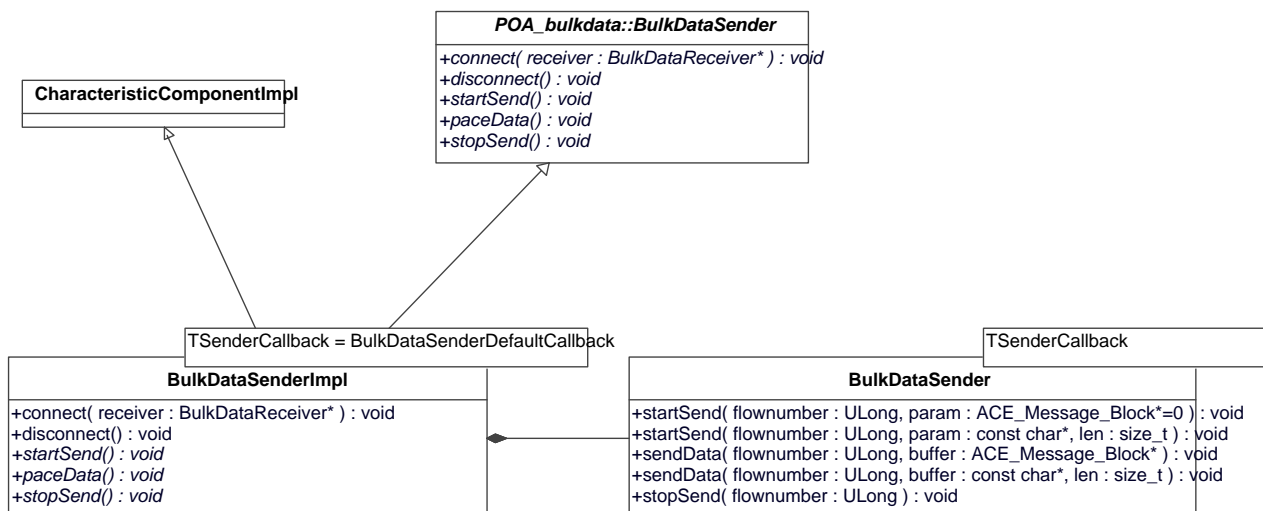 POA_bulkdata::BulkDataSender
+connect( receiver : BulkDataReceiver* ) : void
+disconnect() : void
+startSend() : void
+paceData() : void
+stopSend() : void
CharacteristicComponentImpl
TSenderCallback = BulkDataSenderDefaultCallback
BulkDataSenderImpl
+connect( receiver : BulkDataReceiver* ) : void
+disconnect() : void
+startSend() : void
+paceData() : void
+stopSend() : void
TSenderCallback
BulkDataSender
+startSend( flownumber : ULong, param : ACE_Message_Block*=0 ) : void
+startSend( flownumber : ULong, param : const char*, len : size_t ) : void
+sendData( flownumber : ULong, buffer : ACE_Message_Block* ) : void
+sendData( flownumber : ULong, buffer : const char*, len : size_t ) : void
+stopSend( flownumber : ULong ) : void